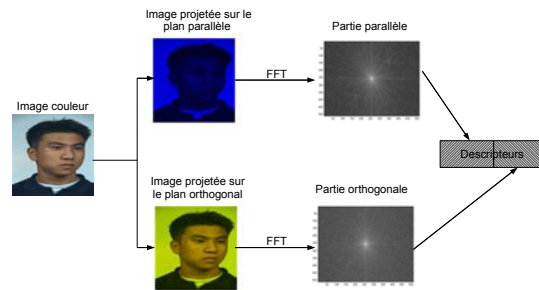 Image projetée sur le
plan parallèle
Partie parallèle
FFT
Image couleur
Descripteurs
Image projetée sur
le plan orthogonal
Partie orthogonale
FFT